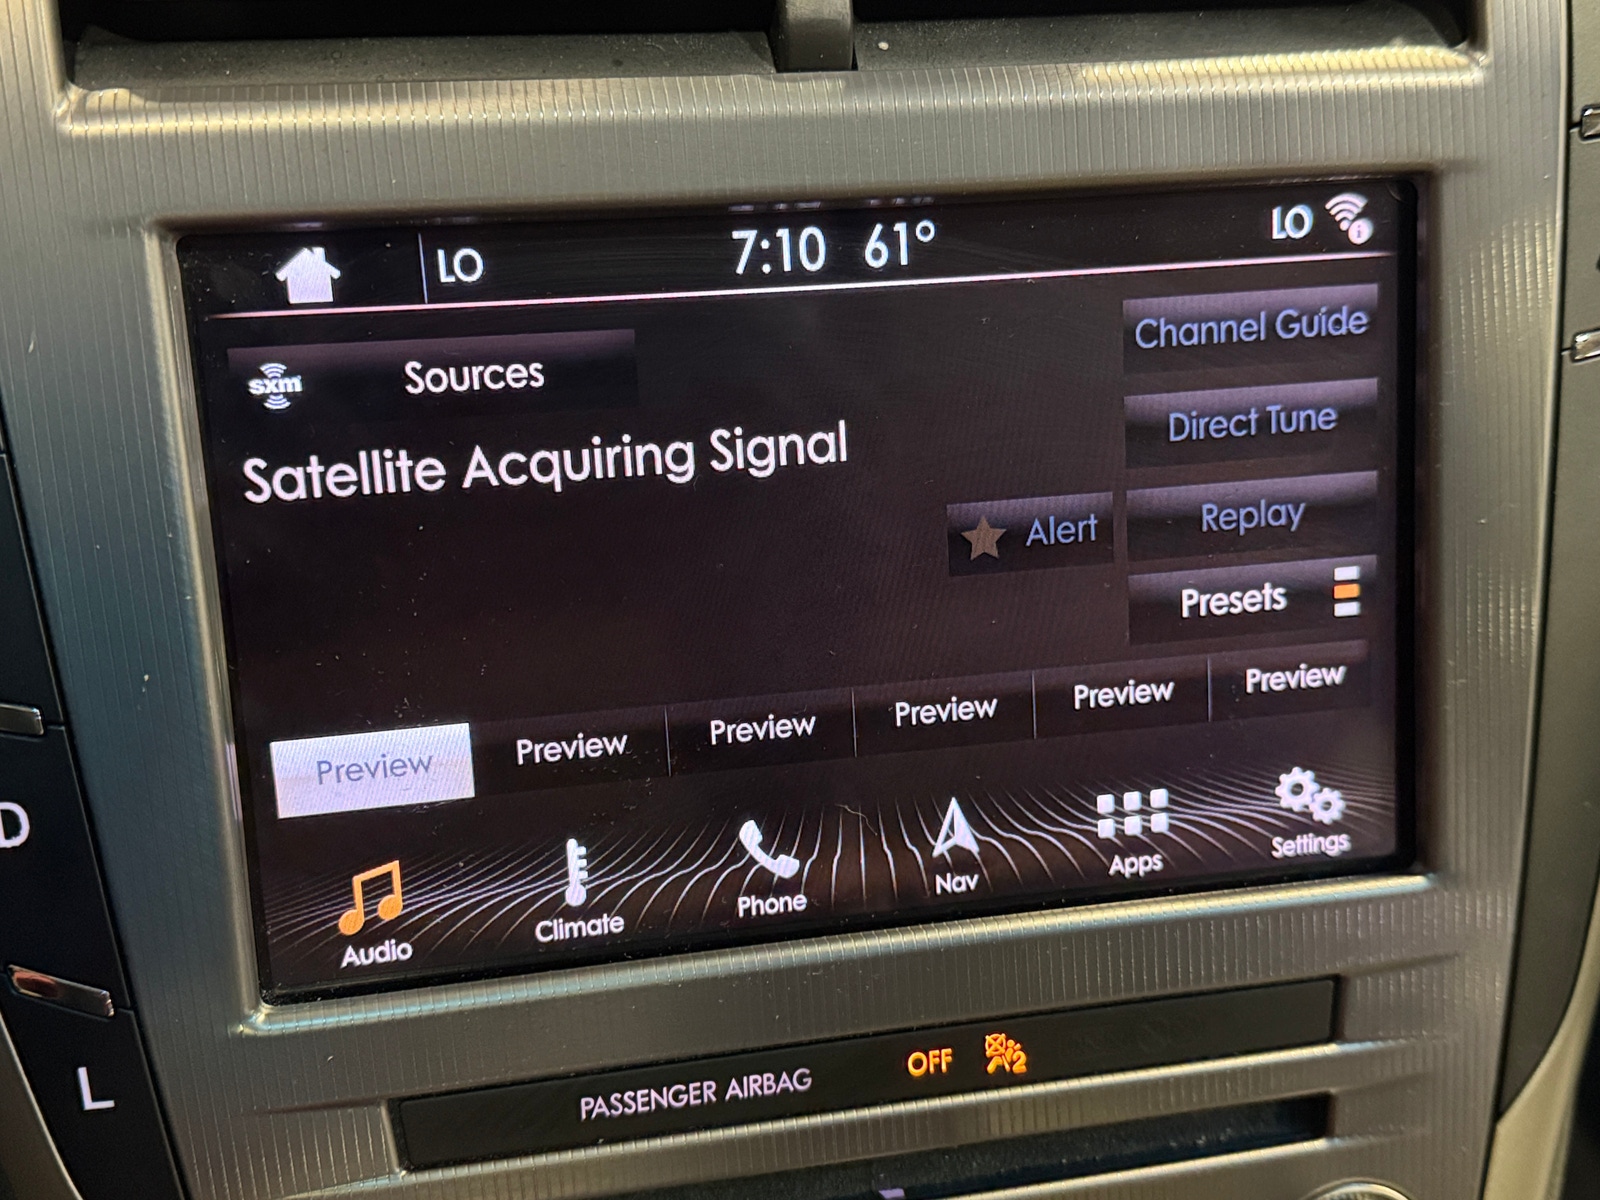 LO 7:10 61° LO
sxm Sources
Channel Guide
Satellite Acquiring Signal
Direct Tune
Alert
Replay
Presets
Preview Preview Preview Preview Preview Preview
Audio Climate Phone Nav Apps Settings
D
L
PASSENGER AIRBAG OFF 2